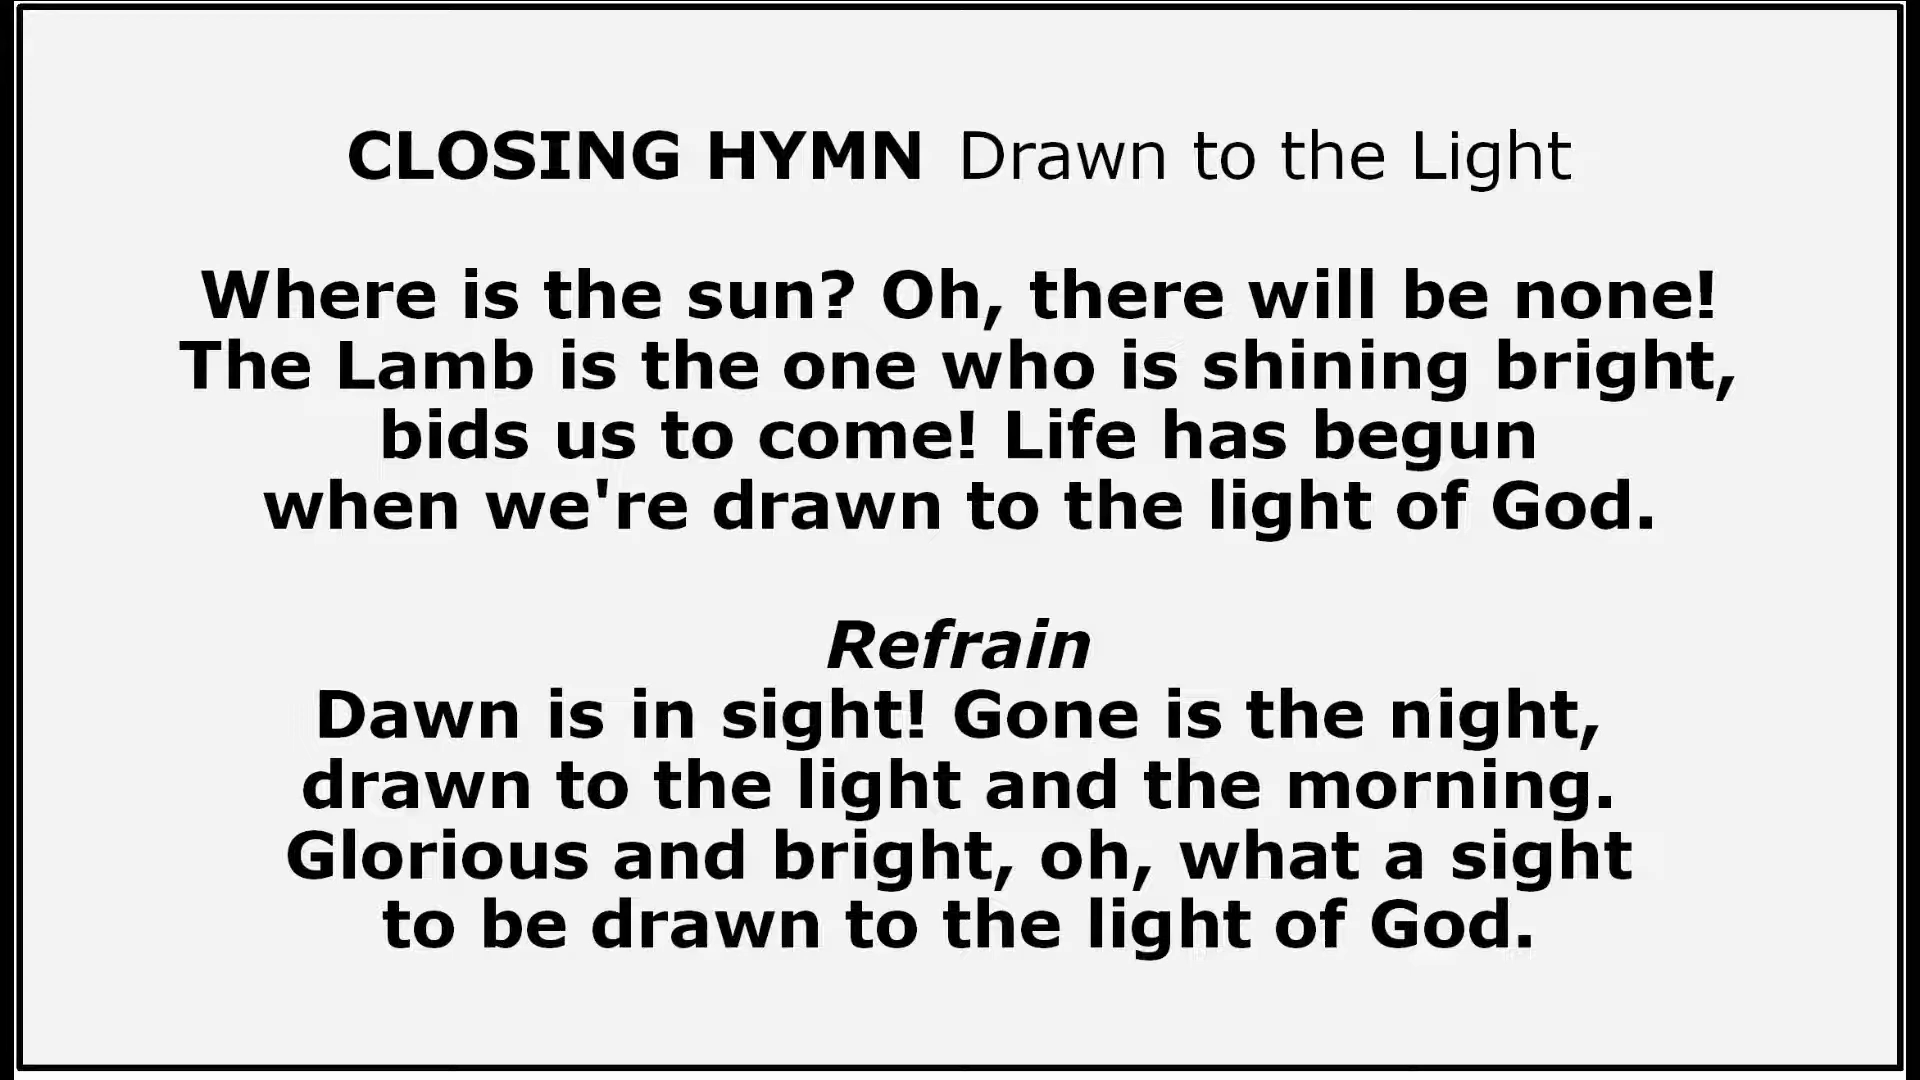 CLOSING HYMN Drawn to the Light
Where is the sun? Oh, there will be none!
The Lamb is the one who is shining bright,
bids us to come! Life has begun
when we're drawn to the light of God.
Refrain
Dawn is in sight! Gone is the night,
drawn to the light and the morning.
Glorious and bright, oh, what a sight
to be drawn to the light of God.